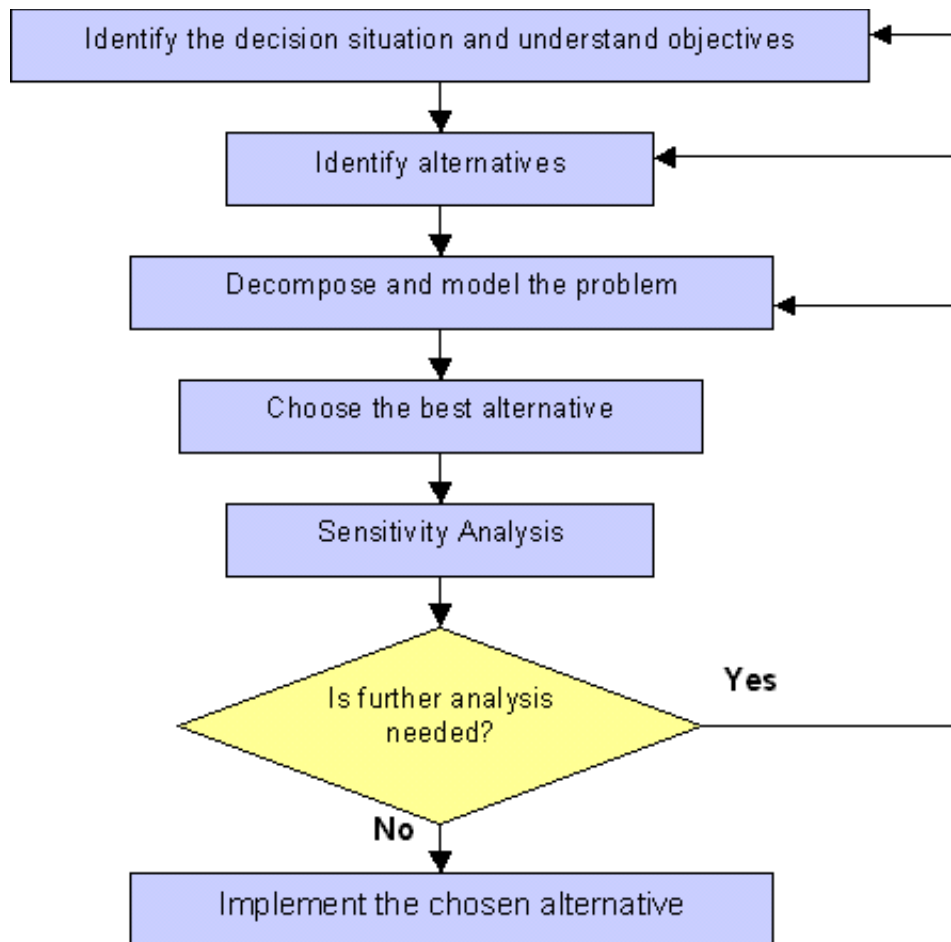 Identify the decision situation and understand objectives
Identify alternatives
Decompose and model the problem
Choose the best alternative
Sensitivity Analysis
Is further analysis
needed?
Yes
No
Implement the chosen alternative